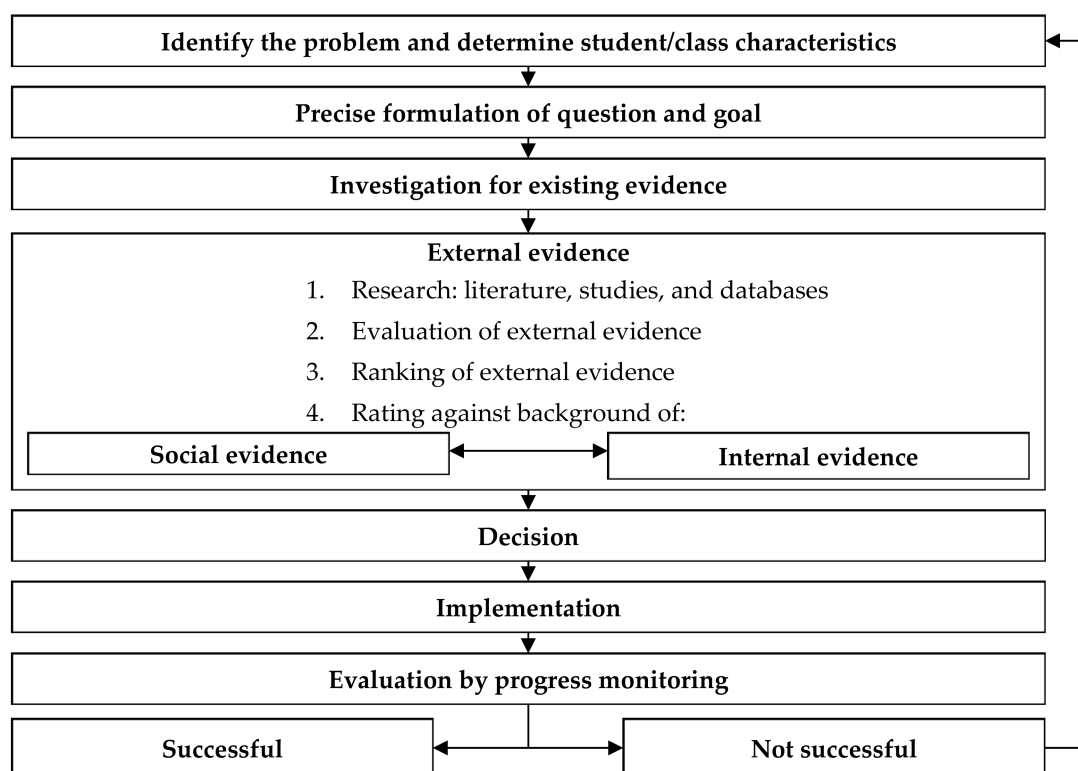 Identify the problem and determine student/class characteristics
Precise formulation of question and goal
Investigation for existing evidence
External evidence
1. Research: literature, studies, and databases
2. Evaluation of external evidence
3. Ranking of external evidence
4. Rating against background of:
Social evidence
Internal evidence
Decision
Implementation
Evaluation by progress monitoring
Successful
Not successful